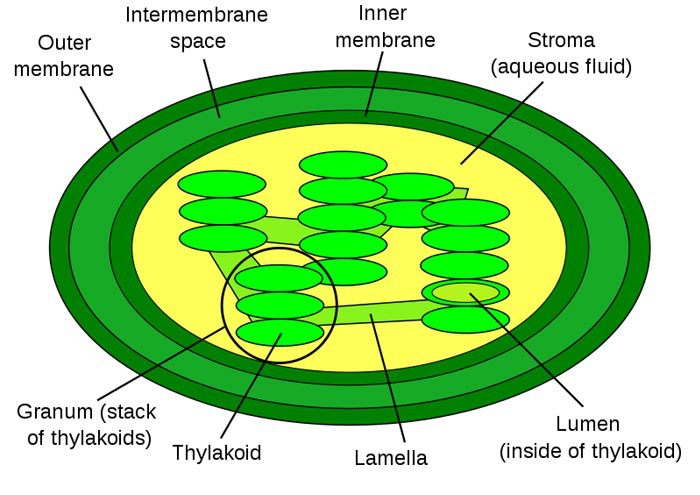 Outer
membrane
Intermembrane
space
Inner
membrane
Stroma
(aqueous fluid)
Granum (stack
of thylakoids)
Thylakoid
Lamella
Lumen
(inside of thylakoid)